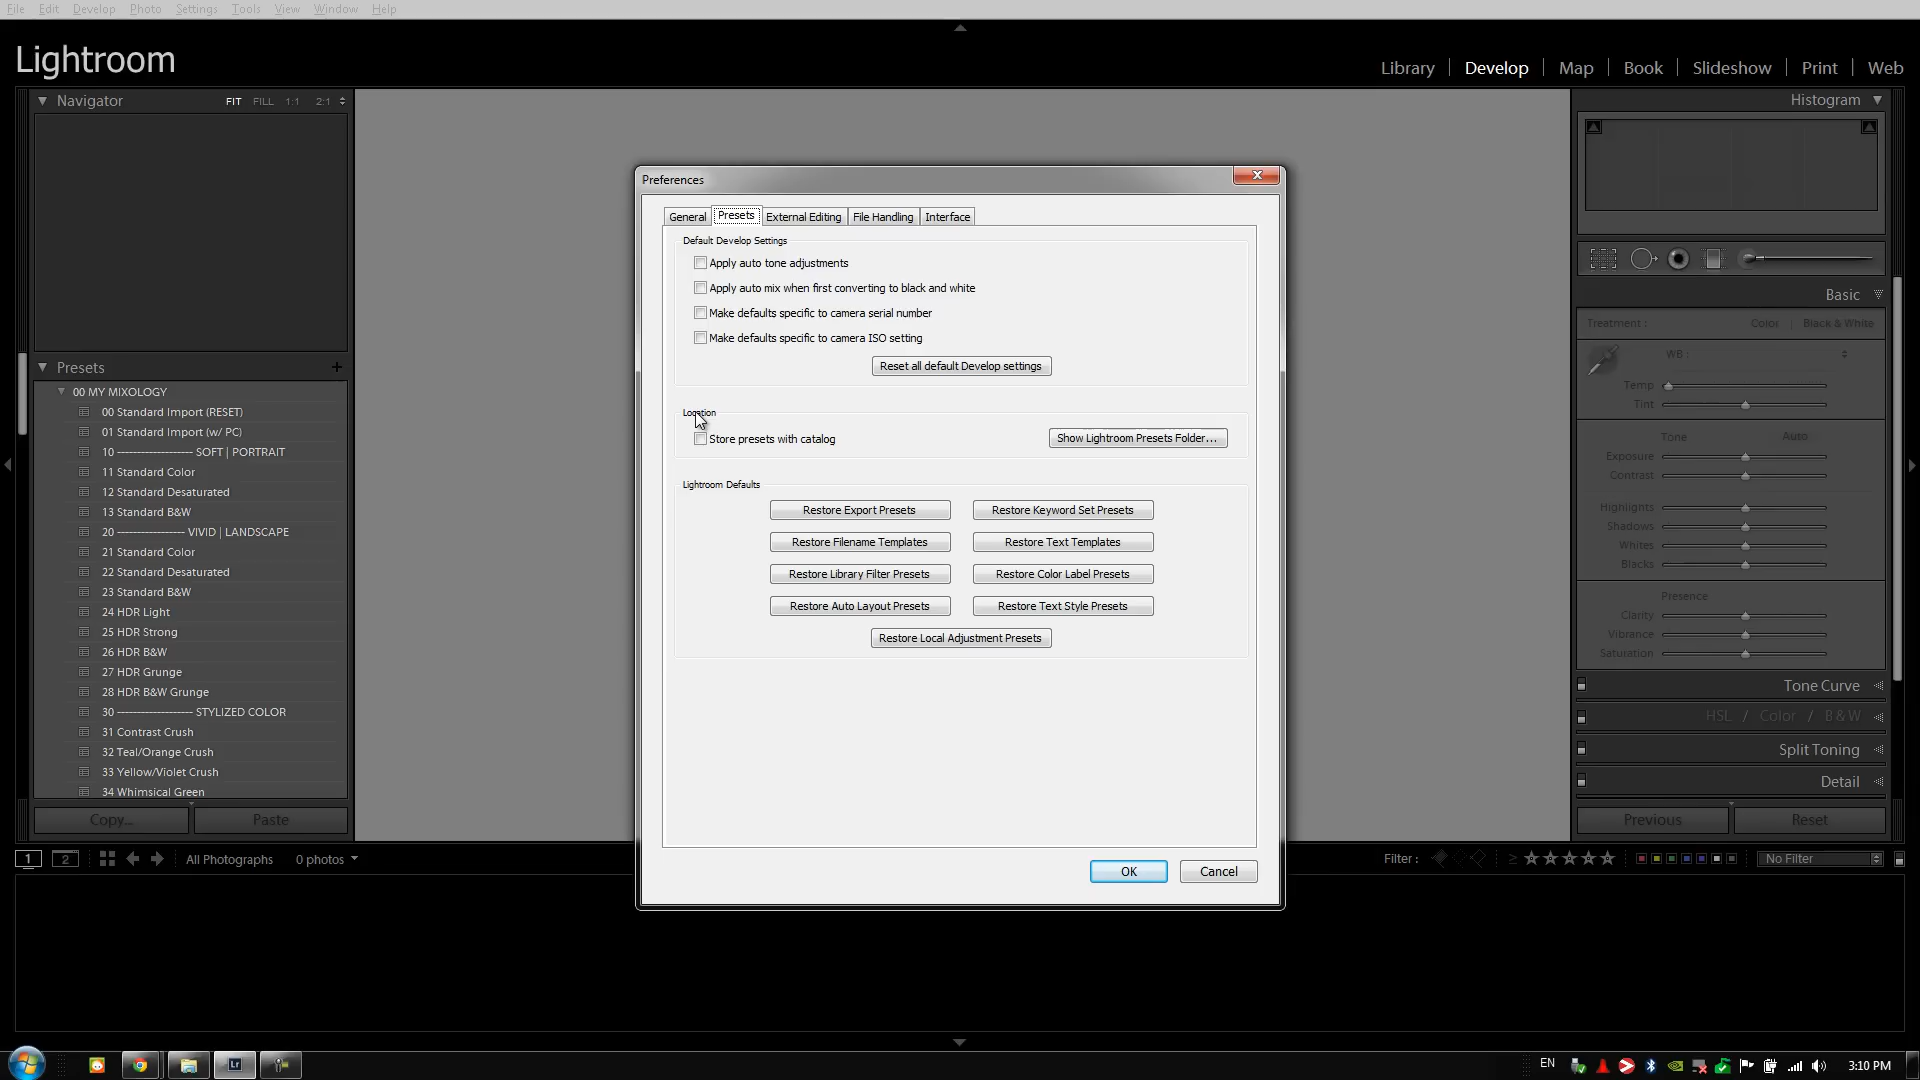 File Edit Develop Photo Settings Tools View Window Help
Lightroom
Library | Develop | Map | Book | Slideshow | Print | Web
Navigator FIT FILL 1:1 2:1
Histogram
Preferences
General Presets External Editing File Handling Interface
Default Develop Settings
Apply auto tone adjustments
Apply auto mix when first converting to black and white
Make defaults specific to camera serial number
Make defaults specific to camera ISO setting
Reset all default Develop settings
Location
Store presets with catalog
Show Lightroom Presets Folder...
Lightroom Defaults
Restore Export Presets
Restore Keyword Set Presets
Restore Filename Templates
Restore Text Templates
Restore Library Filter Presets
Restore Color Label Presets
Restore Auto Layout Presets
Restore Text Style Presets
Restore Local Adjustment Presets
OK
Cancel
Presets +
00 MY MIXOLOGY
00 Standard Import (RESET)
01 Standard Import (w/ PC)
10 ------------------- SOFT | PORTRAIT
11 Standard Color
12 Standard Desaturated
13 Standard B&W
20 ----------------- VIVID | LANDSCAPE
21 Standard Color
22 Standard Desaturated
23 Standard B&W
24 HDR Light
25 HDR Strong
26 HDR B&W
27 HDR Grunge
28 HDR B&W Grunge
30 ------------------- STYLIZED COLOR
31 Contrast Crush
32 Teal/Orange Crush
33 Yellow/Violet Crush
34 Whimsical Green
Copy...
Paste
Basic
Treatment : Color | Black & White
WB :
Temp
Tint
Tone Auto
Exposure
Contrast
Highlights
Shadows
Whites
Blacks
Presence
Clarity
Vibrance
Saturation
Tone Curve
HSL / Color / B & W
Split Toning
Detail
Previous
Reset
1 2 All Photographs 0 photos
Filter : ≥ No Filter
Lr EN 3:10 PM